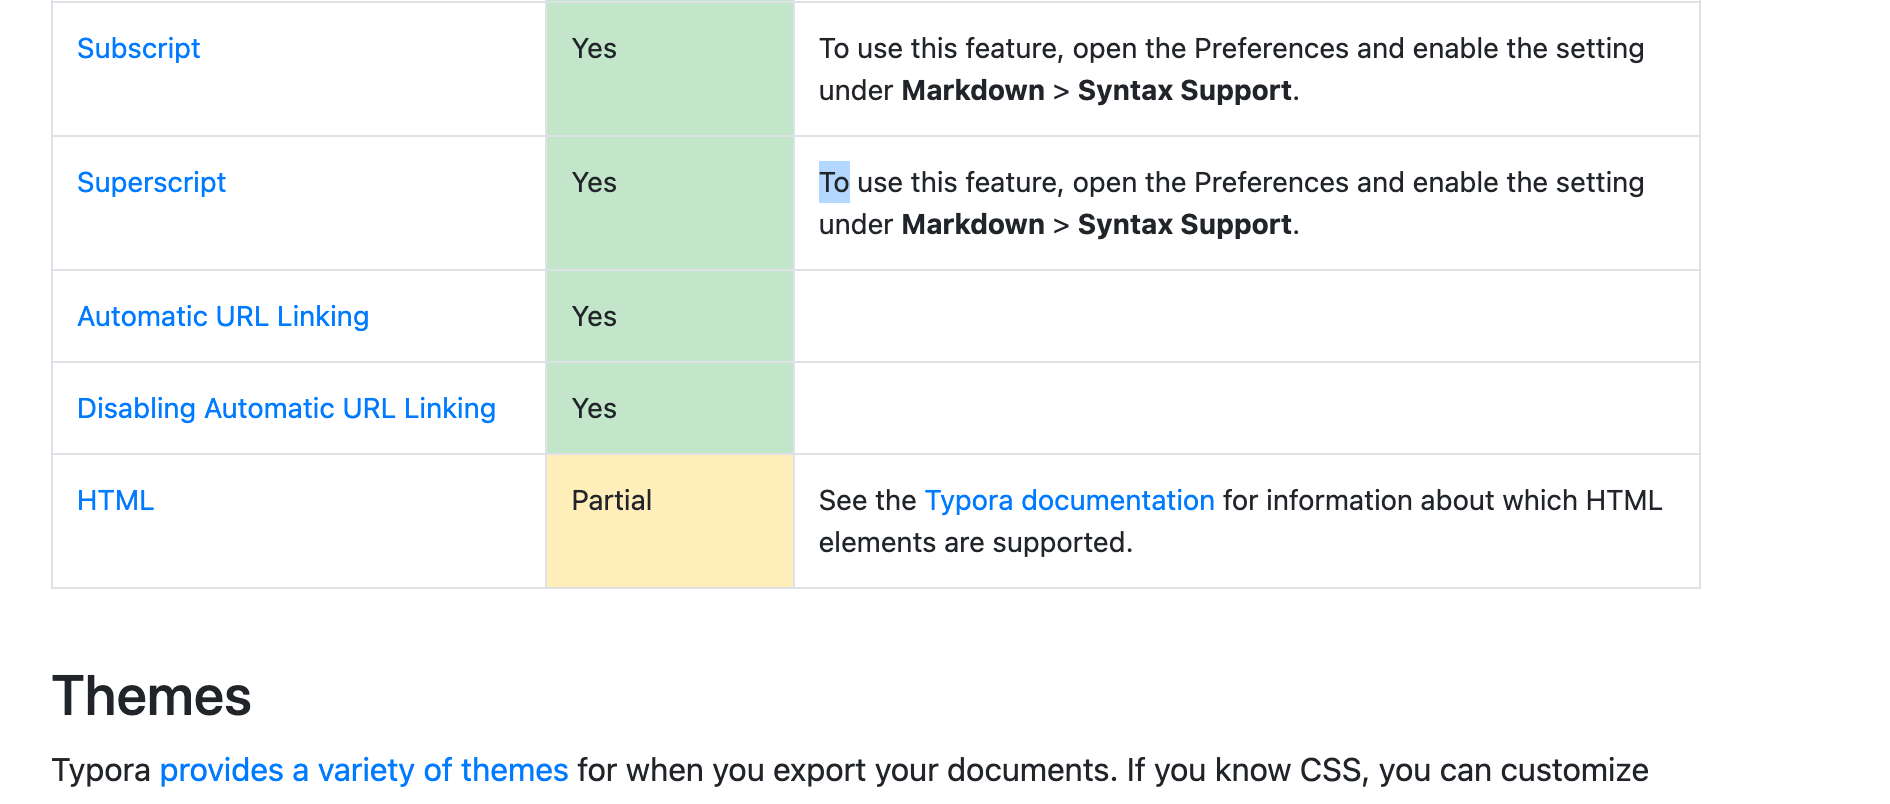 Subscript
Yes
To use this feature, open the Preferences and enable the setting
under Markdown > Syntax Support.
Superscript
Yes
To use this feature, open the Preferences and enable the setting
under Markdown > Syntax Support.
Automatic URL Linking
Yes
Disabling Automatic URL Linking
Yes
HTML
Partial
See the Typora documentation for information about which HTML
elements are supported.
Themes
Typora provides a variety of themes for when you export your documents. If you know CSS, you can customize